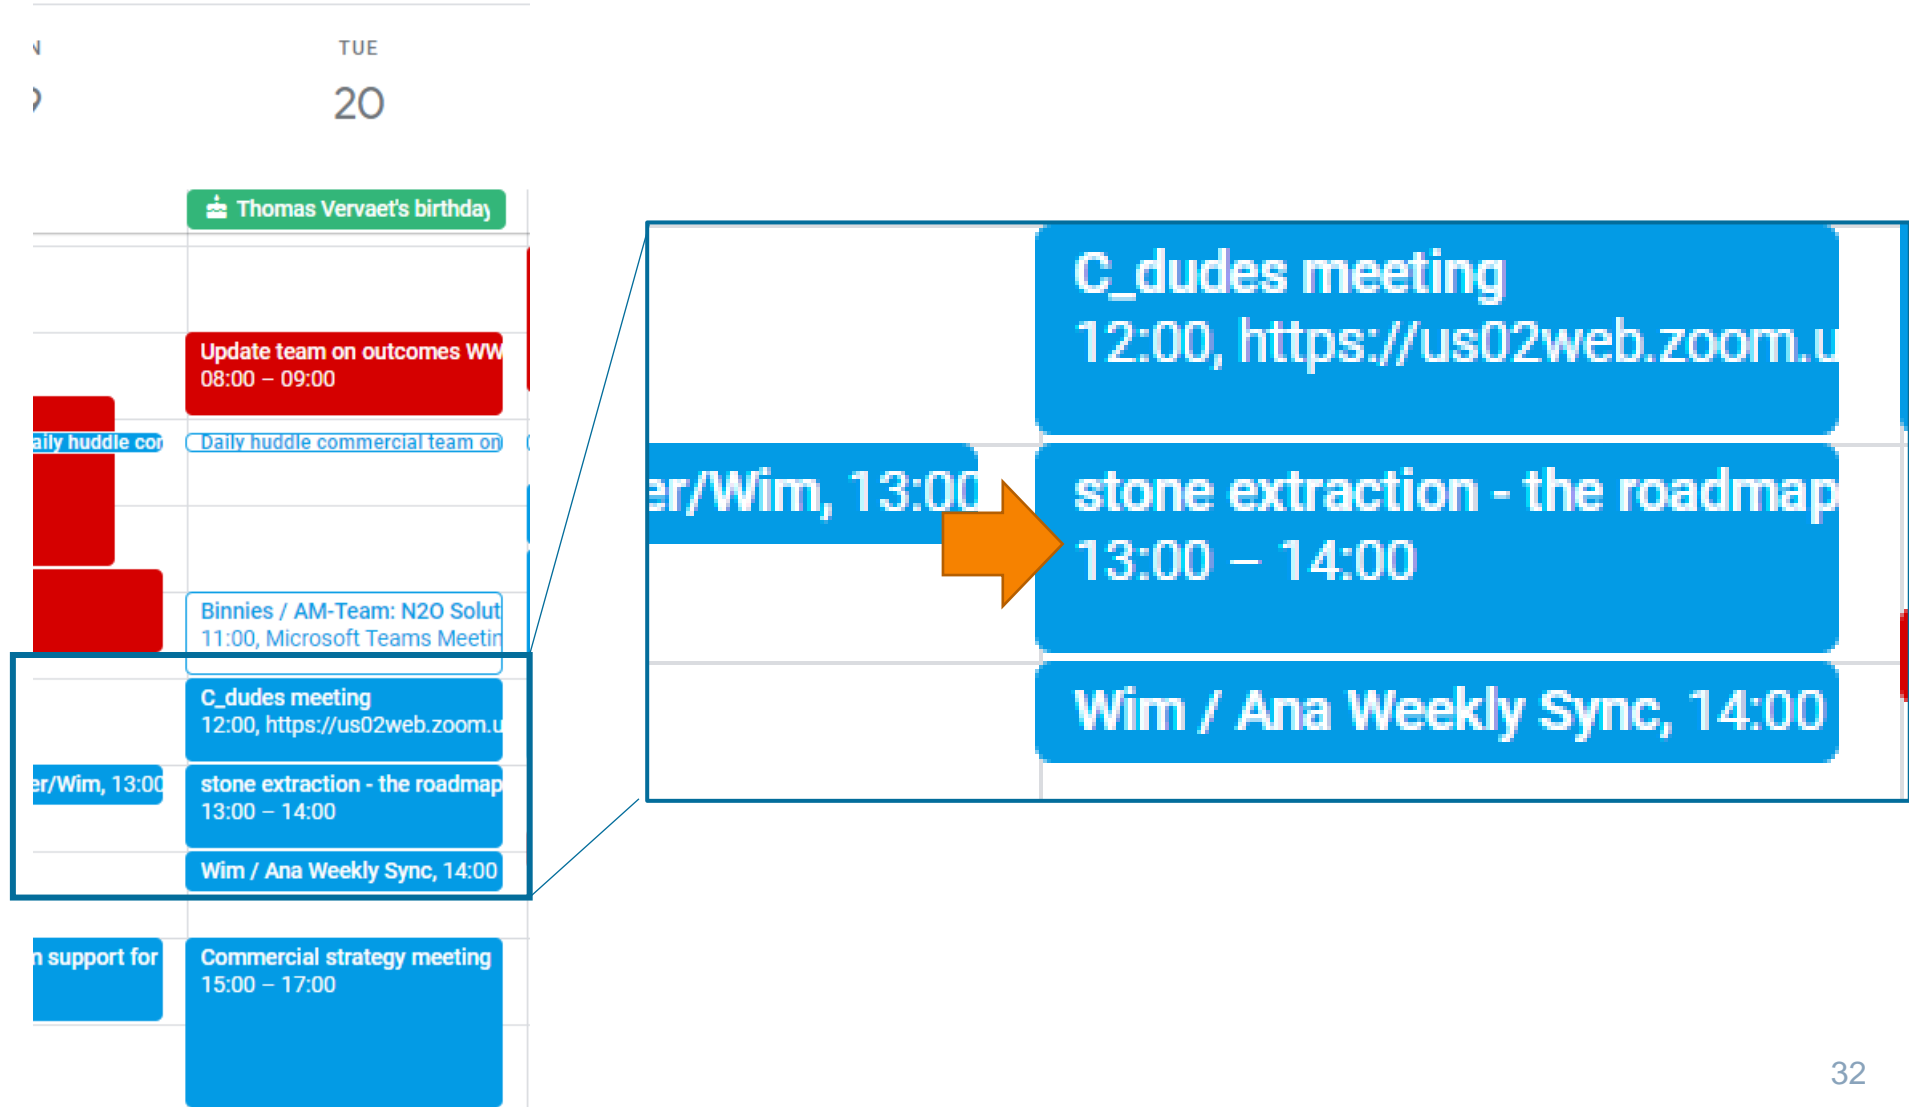 N
TUE
20
Thomas Vervaet's birthday
Update team on outcomes WW
08:00 – 09:00
aily huddle cor
Daily huddle commercial team on
Binnies / AM-Team: N2O Solut
11:00, Microsoft Teams Meetin
C_dudes meeting
12:00, https://us02web.zoom.u
er/Wim, 13:00
stone extraction - the roadmap
13:00 – 14:00
Wim / Ana Weekly Sync, 14:00
n support for
Commercial strategy meeting
15:00 – 17:00
C_dudes meeting
12:00, https://us02web.zoom.u
er/Wim, 13:00
stone extraction - the roadmap
13:00 – 14:00
Wim / Ana Weekly Sync, 14:00
32